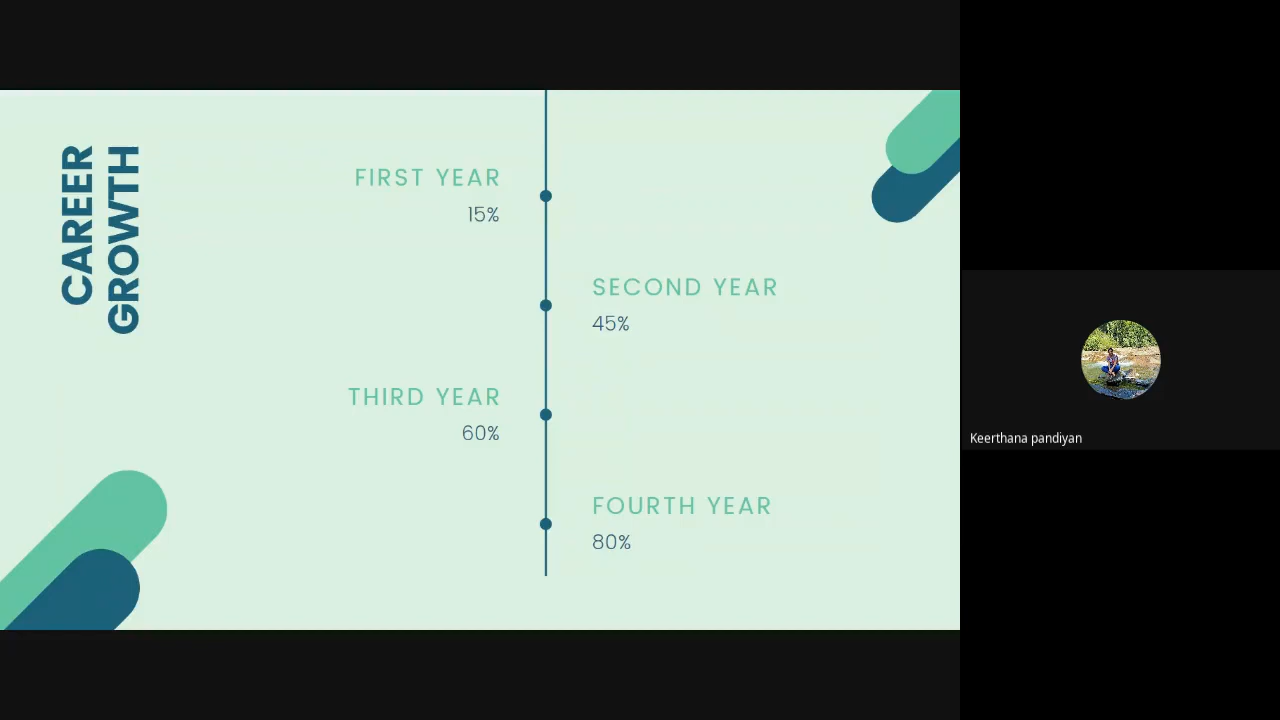 CAREER
GROWTH
FIRST YEAR
15%
SECOND YEAR
45%
THIRD YEAR
60%
FOURTH YEAR
80%
Keerthana pandiyan